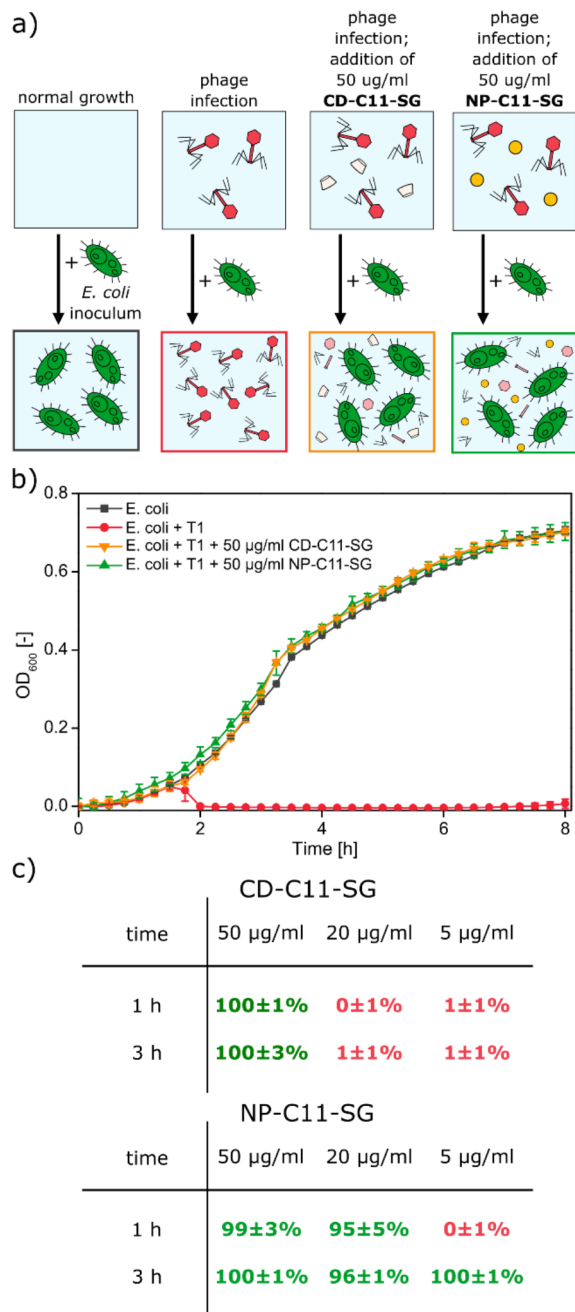 a)
normal growth
phage
infection
phage
infection;
addition of
50 ug/ml
CD-C11-SG
phage
infection;
addition of
50 ug/ml
NP-C11-SG
+
E. coli
inoculum
+
+
+
b)
0.8
0.6
0.4
0.2
0.0
OD600 [-]
E. coli
E. coli + T1
E. coli + T1 + 50 µg/ml CD-C11-SG
E. coli + T1 + 50 µg/ml NP-C11-SG
0 2 4 6 8
Time [h]
c)
CD-C11-SG
time 50 µg/ml 20 µg/ml 5 µg/ml
1 h 100±1% 0±1% 1±1%
3 h 100±3% 1±1% 1±1%
NP-C11-SG
time 50 µg/ml 20 µg/ml 5 µg/ml
1 h 99±3% 95±5% 0±1%
3 h 100±1% 96±1% 100±1%